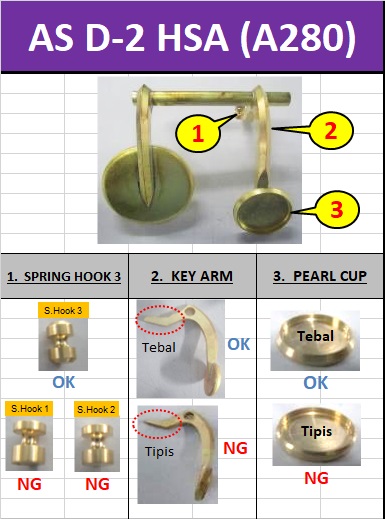 AS D-2 HSA (A280)
1
2
3
1. SPRING HOOK 3
2. KEY ARM
3. PEARL CUP
S.Hook 3
OK
Tebal
OK
Tebal
OK
S.Hook 1
S.Hook 2
NG
NG
Tipis
NG
Tipis
NG